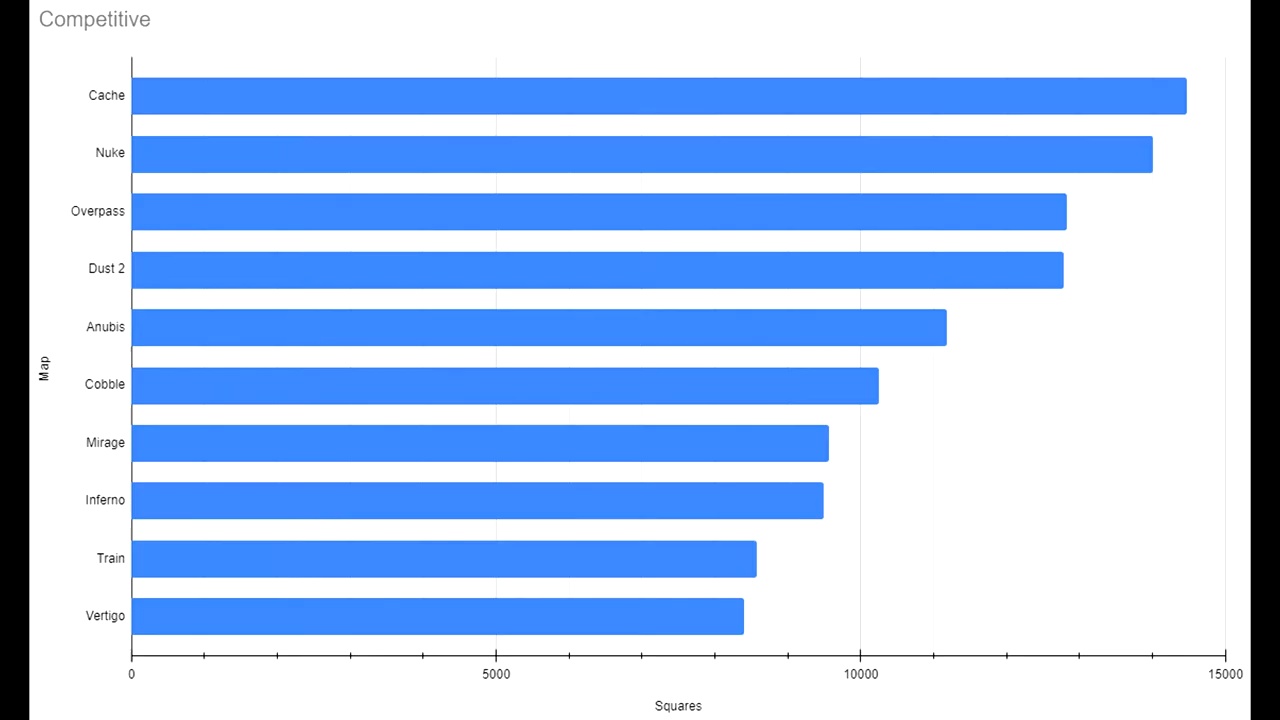 Competitive
Cache
Nuke
Overpass
Dust 2
Anubis
Cobble
Mirage
Inferno
Train
Vertigo
Map
0 5000 10000 15000
Squares